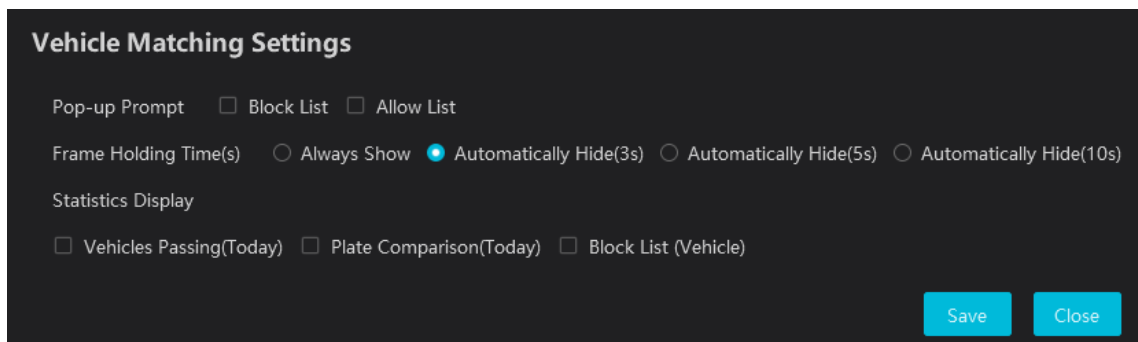 Vehicle Matching Settings
Pop-up Prompt Block List Allow List
Frame Holding Time(s) Always Show Automatically Hide(3s) Automatically Hide(5s) Automatically Hide(10s)
Statistics Display
Vehicles Passing(Today) Plate Comparison(Today) Block List (Vehicle)
Save Close